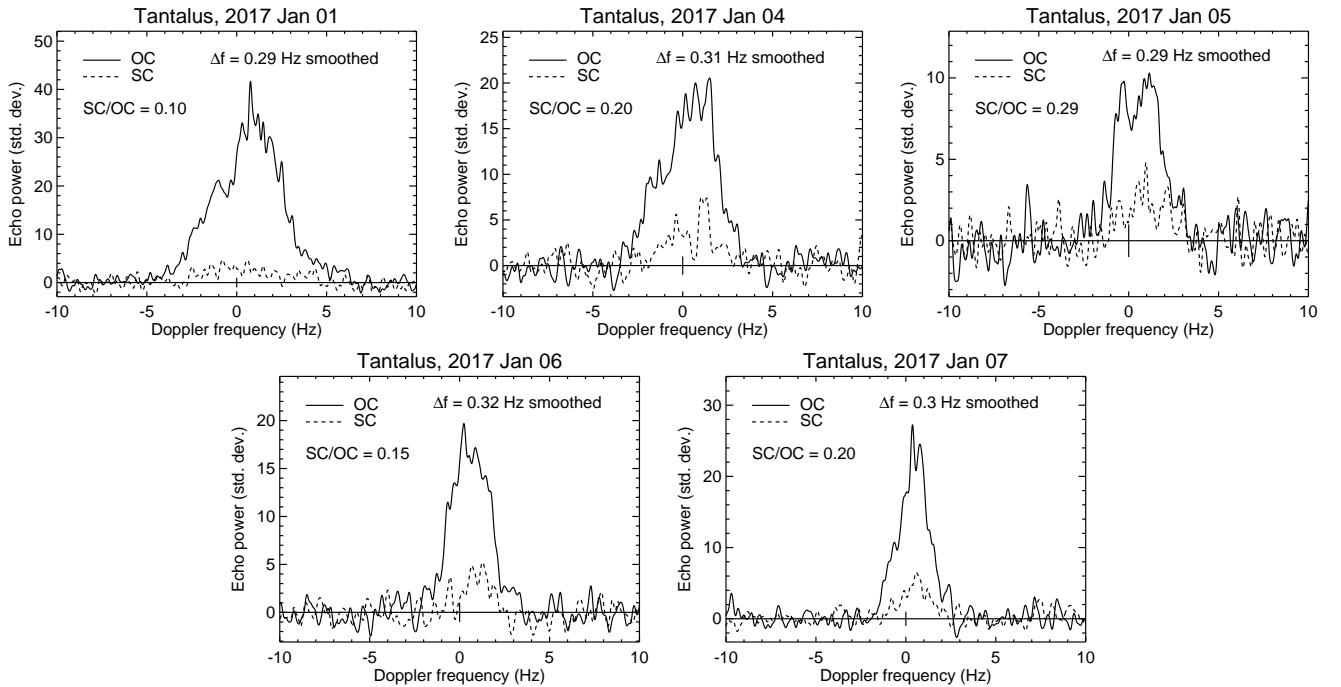 Tantalus, 2017 Jan 01
50
40
30
20
10
0
Echo power (std. dev.)
OC
SC
Δf = 0.29 Hz smoothed
SC/OC = 0.10
-10 -5 0 5 10
Doppler frequency (Hz)
Tantalus, 2017 Jan 04
25
20
15
10
5
0
Echo power (std. dev.)
OC
SC
Δf = 0.31 Hz smoothed
SC/OC = 0.20
-10 -5 0 5 10
Doppler frequency (Hz)
Tantalus, 2017 Jan 05
10
5
0
Echo power (std. dev.)
OC
SC
Δf = 0.29 Hz smoothed
SC/OC = 0.29
-10 -5 0 5 10
Doppler frequency (Hz)
Tantalus, 2017 Jan 06
20
15
10
5
0
Echo power (std. dev.)
OC
SC
Δf = 0.32 Hz smoothed
SC/OC = 0.15
-10 -5 0 5 10
Doppler frequency (Hz)
Tantalus, 2017 Jan 07
30
20
10
0
Echo power (std. dev.)
OC
SC
Δf = 0.3 Hz smoothed
SC/OC = 0.20
-10 -5 0 5 10
Doppler frequency (Hz)